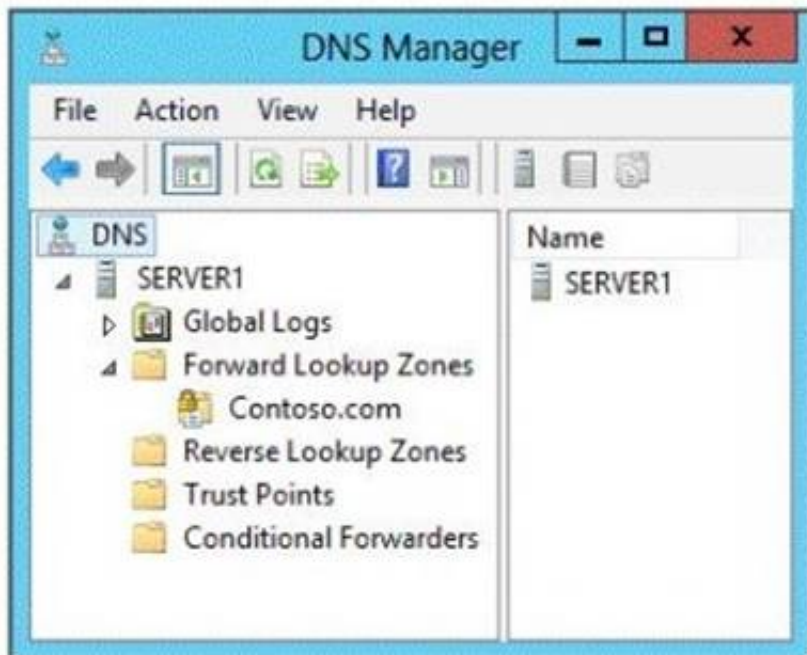 DNS Manager
File Action View Help
DNS
SERVER1
Global Logs
Forward Lookup Zones
Contoso.com
Reverse Lookup Zones
Trust Points
Conditional Forwarders
Name
SERVER1